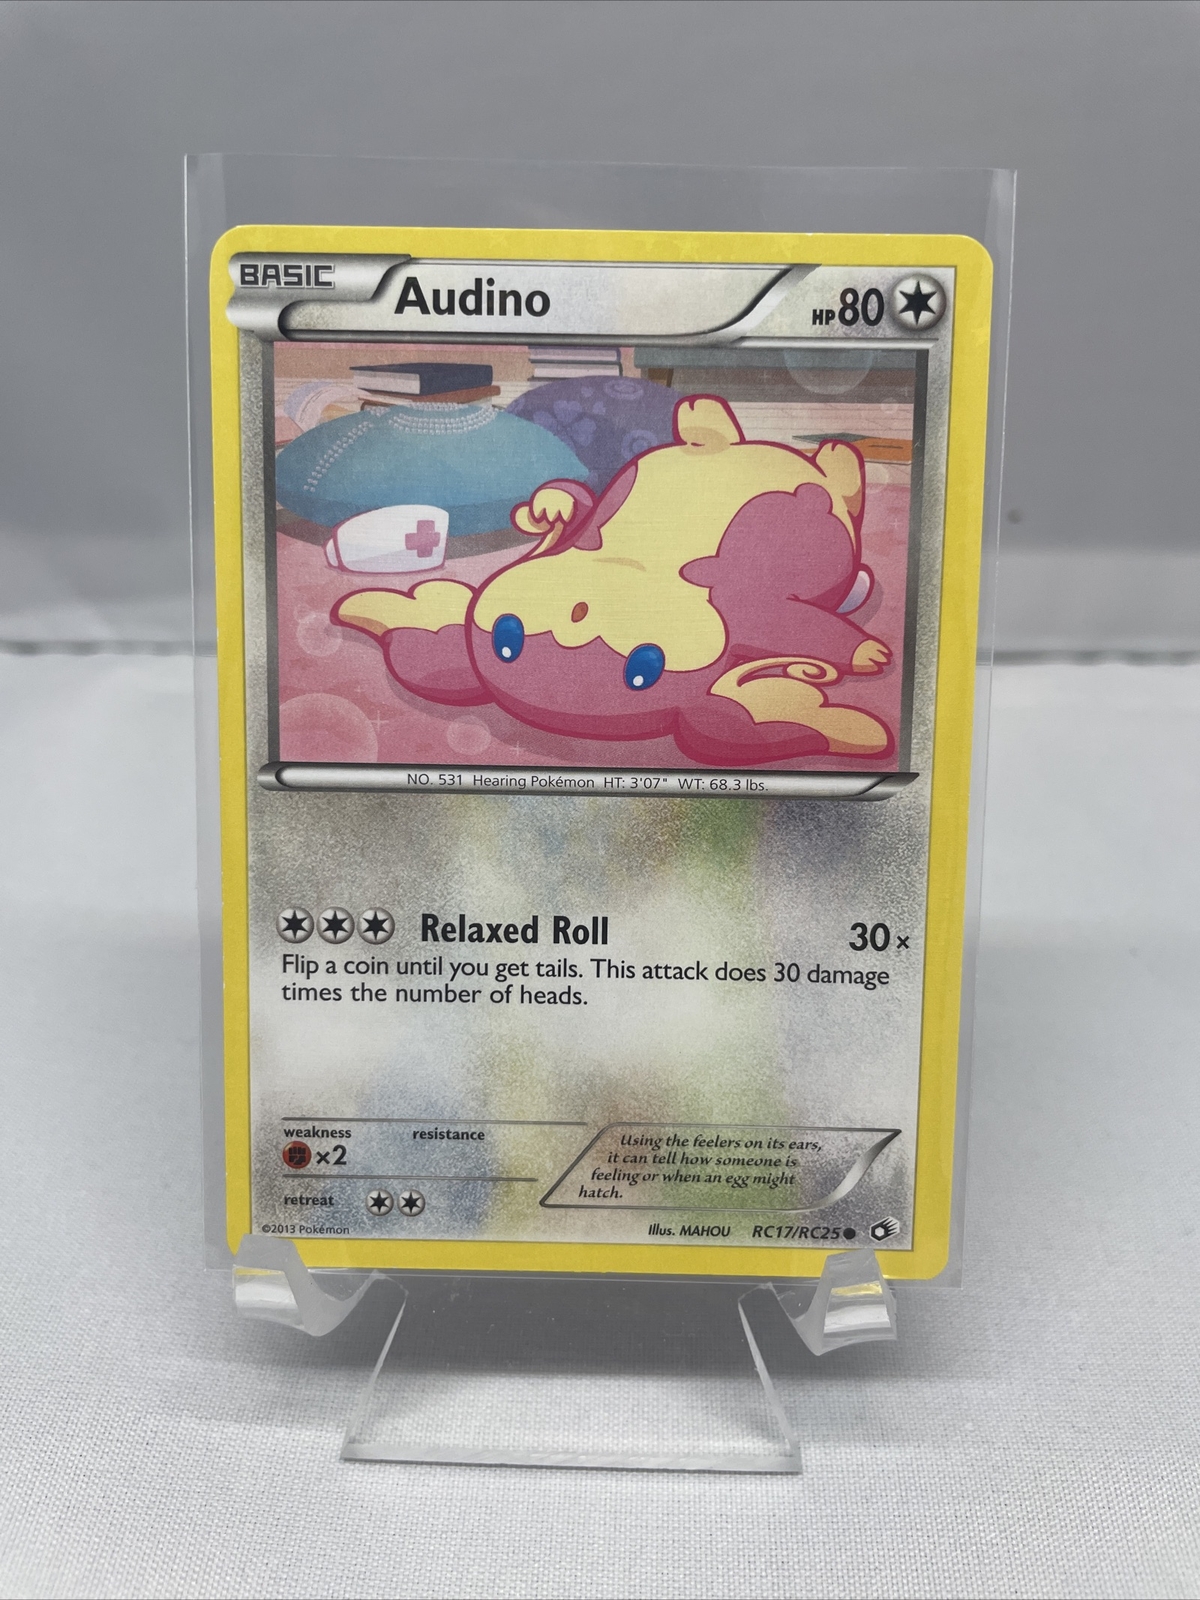 BASIC
Audino
HP80
NO. 531 Hearing Pokémon HT: 3'07" WT: 68.3 lbs.
Relaxed Roll 30×
Flip a coin until you get tails. This attack does 30 damage
times the number of heads.
weakness resistance
×2
retreat
Using the feelers on its ears,
it can tell how someone is
feeling or when an egg might
hatch.
©2013 Pokémon Illus. MAHOU RC17/RC25